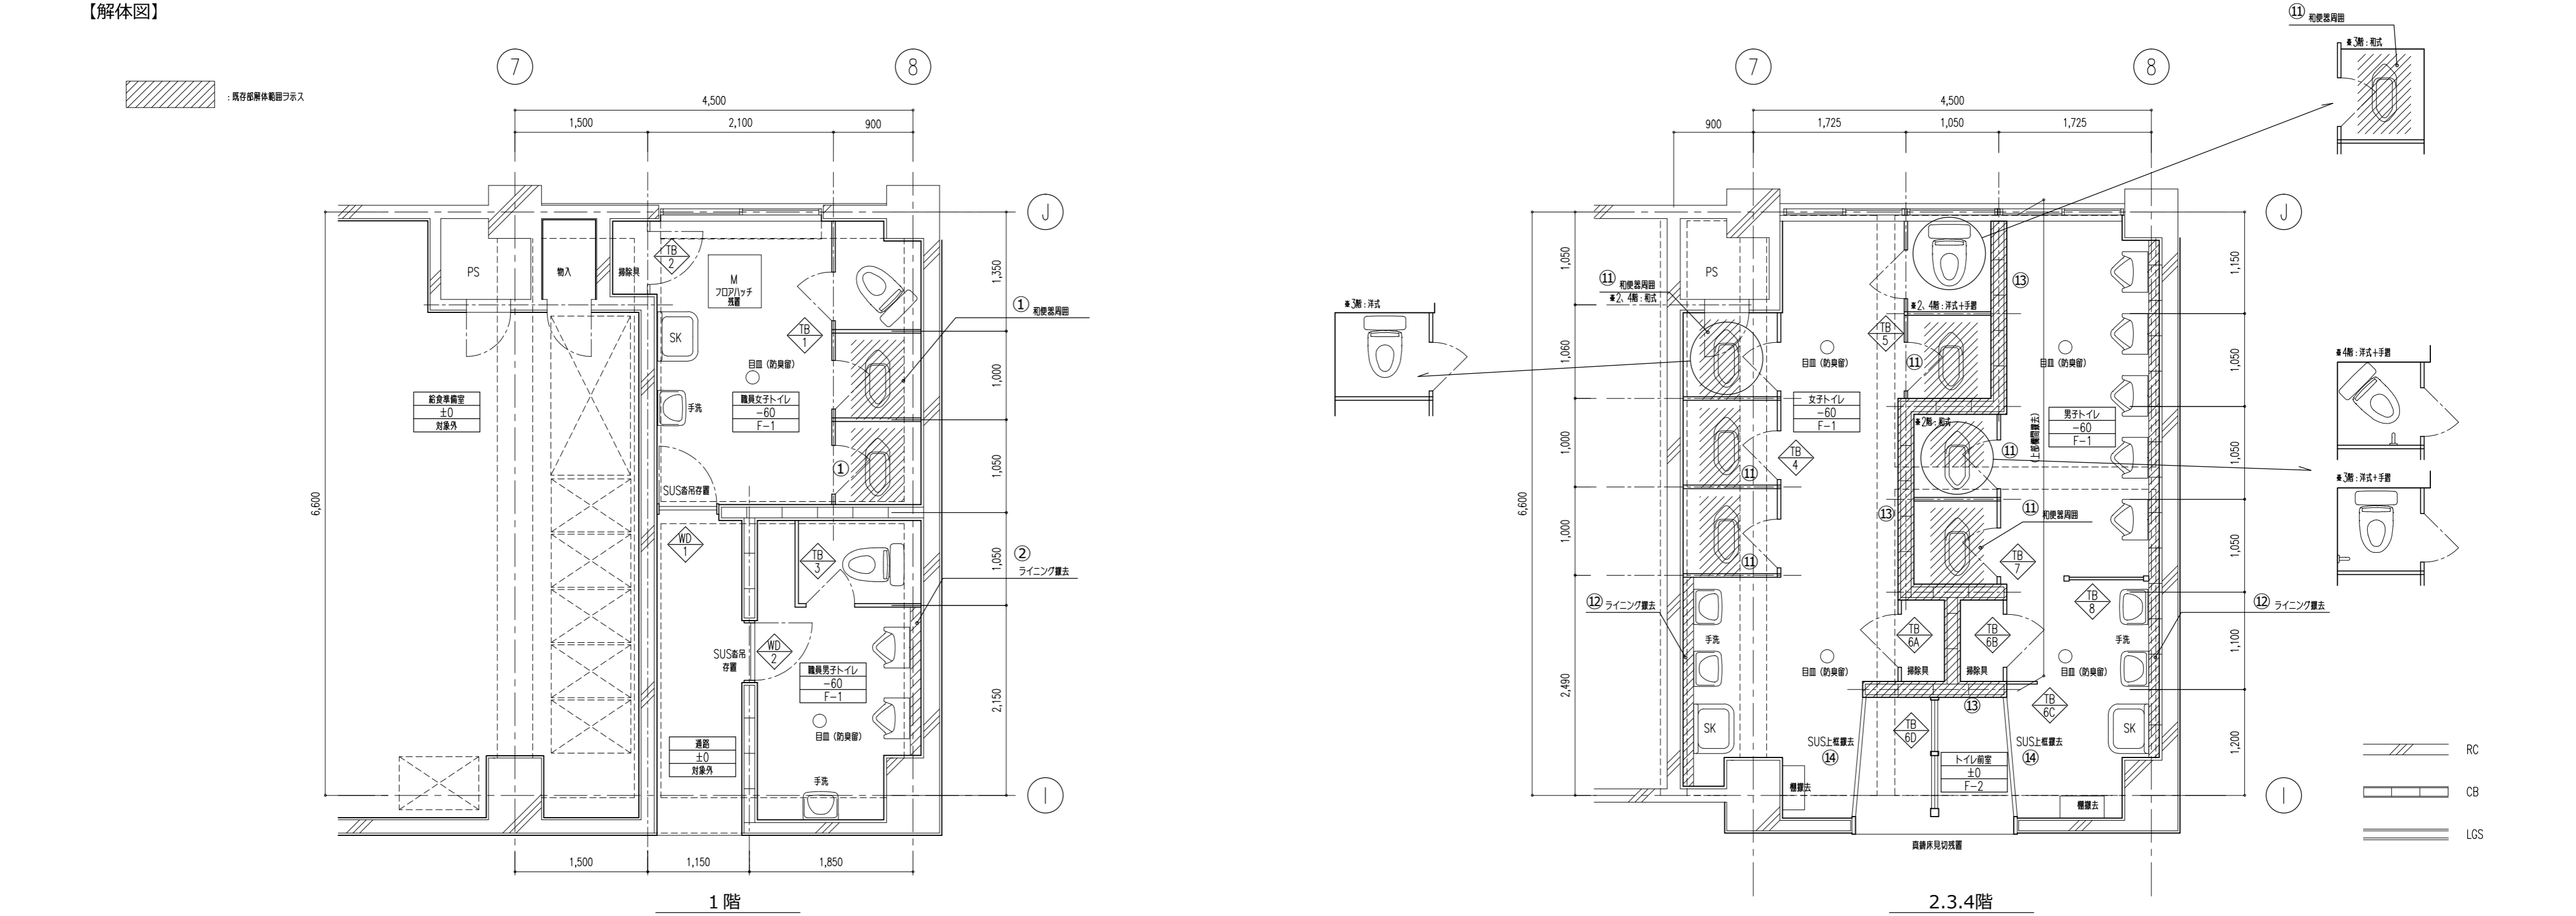 【解体図】
:既存部解体範囲ヲ示ス
7
8
4,500
1,500
2,100
900
J
I
6,600
1,350
1,000
1,050
1,050
2,150
PS
物入
掃除具
TB
2
M
フロアハッチ
残置
SK
TB
1
目皿（防臭留）
手洗
職員女子トイレ
-60
F-1
給食準備室
±0
対象外
① 和便器周囲
①
SUS沓吊存置
WD
1
TB
3
② ライニング撤去
SUS沓吊
存置
WD
2
職員男子トイレ
-60
F-1
目皿（防臭留）
通路
±0
対象外
手洗
1,500
1,150
1,850
1 階
7
8
4,500
900
1,725
1,050
1,725
J
I
6,600
1,050
1,060
1,000
1,000
2,490
1,150
1,050
1,050
1,050
1,100
1,200
⑪ 和便器周囲
※3階：和式
PS
⑪ 和便器周囲
※2、4階：和式
※3階：洋式
※2、4階：洋式+手摺
TB
5
⑪
⑬
目皿（防臭留）
目皿（防臭留）
女子トイレ
-60
F-1
男子トイレ
-60
F-1
(上部欄間撤去)
※2階：和式
⑪
TB
4
⑪
⑪
⑬
⑪ 和便器周囲
TB
7
※4階：洋式+手摺
※3階：洋式+手摺
⑫ ライニング撤去
⑫ ライニング撤去
TB
8
手洗
手洗
TB
6A
TB
6B
掃除具
掃除具
目皿（防臭留）
目皿（防臭留）
SK
SK
⑬
TB
6C
TB
6D
SUS上框撤去
⑭
SUS上框撤去
⑭
トイレ前室
±0
F-2
棚撤去
棚撤去
真鍮床見切残置
2.3.4階
RC
CB
LGS